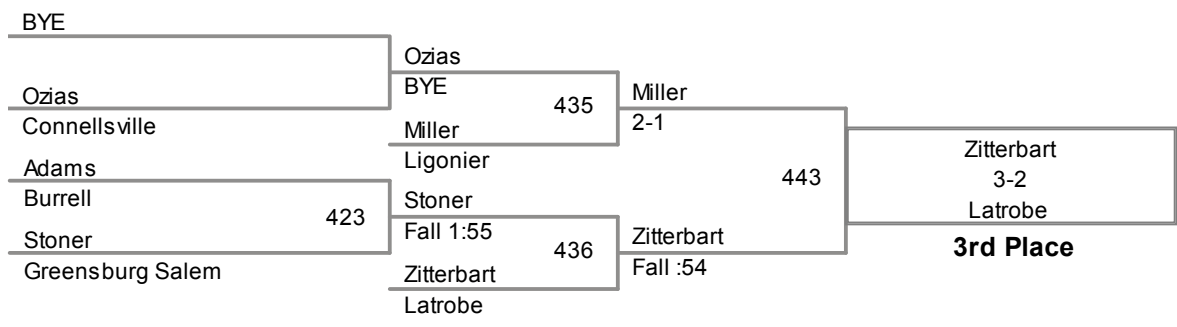 BYE
Ozias
Connellsville
Adams
Burrell
423
Stoner
Greensburg Salem
Ozias
BYE
435
Miller
Ligonier
Stoner
Fall 1:55
436
Zitterbart
Latrobe
Miller
2-1
443
Zitterbart
Fall :54
Zitterbart
3-2
Latrobe
3rd Place